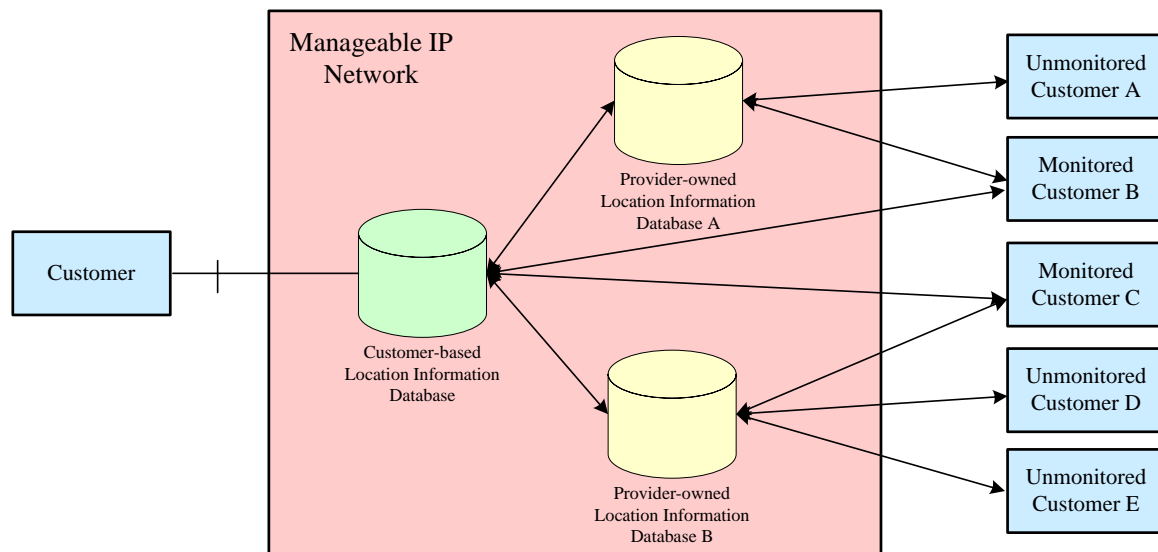 Manageable IP
Network
Provider-owned
Location Information
Database A
Customer
Customer-based
Location Information
Database
Provider-owned
Location Information
Database B
Unmonitored
Customer A
Monitored
Customer B
Monitored
Customer C
Unmonitored
Customer D
Unmonitored
Customer E